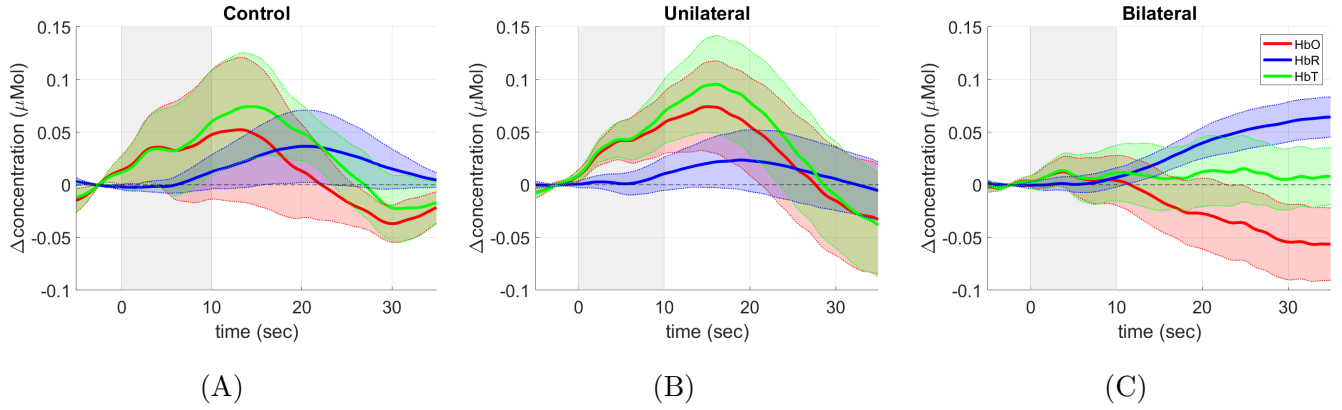 Control
0.15
0.1
0.05
0
-0.05
-0.1
Δconcentration (μMol)
0
10
20
30
time (sec)
(A)
Unilateral
0.15
0.1
0.05
0
-0.05
-0.1
Δconcentration (μMol)
0
10
20
30
time (sec)
(B)
Bilateral
HbO
HbR
HbT
0.15
0.1
0.05
0
-0.05
-0.1
Δconcentration (μMol)
0
10
20
30
time (sec)
(C)